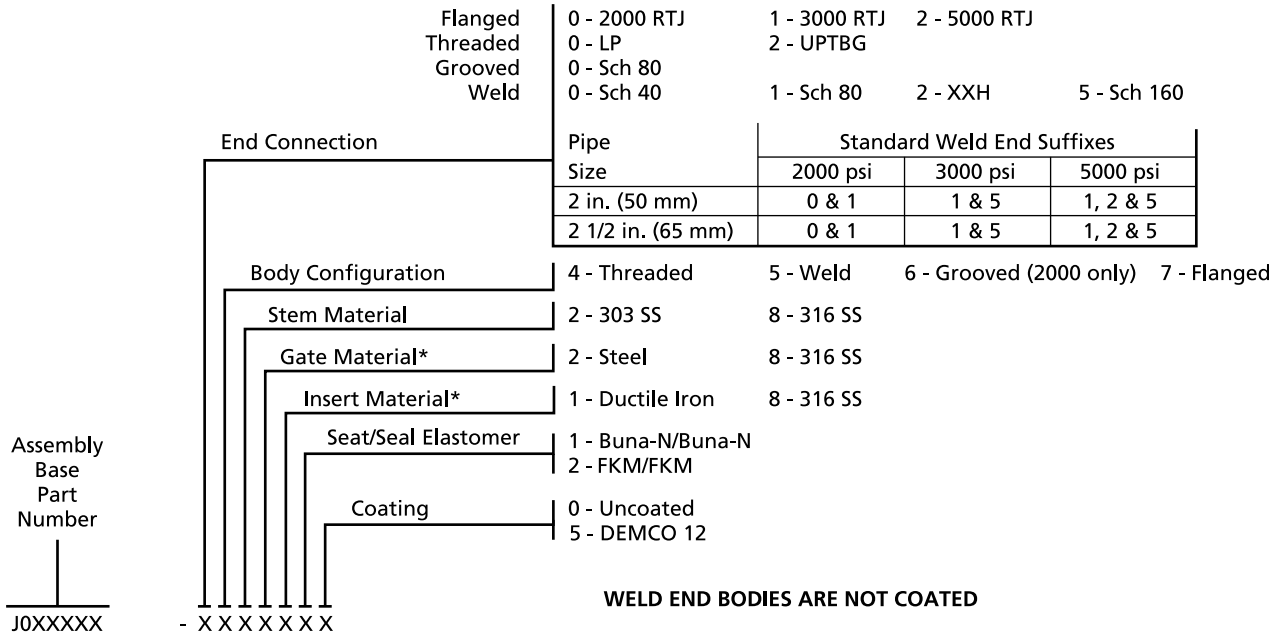 Flanged 0 - 2000 RTJ 1 - 3000 RTJ 2 - 5000 RTJ
Threaded 0 - LP 2 - UPTBG
Grooved 0 - Sch 80
Weld 0 - Sch 40 1 - Sch 80 2 - XXH 5 - Sch 160
End Connection Pipe Standard Weld End Suffixes
Size 2000 psi 3000 psi 5000 psi
2 in. (50 mm) 0 & 1 1 & 5 1, 2 & 5
2 1/2 in. (65 mm) 0 & 1 1 & 5 1, 2 & 5
Body Configuration 4 - Threaded 5 - Weld 6 - Grooved (2000 only) 7 - Flanged
Stem Material 2 - 303 SS 8 - 316 SS
Gate Material* 2 - Steel 8 - 316 SS
Insert Material* 1 - Ductile Iron 8 - 316 SS
Seat/Seal Elastomer 1 - Buna-N/Buna-N
2 - FKM/FKM
Assembly
Base
Part
Number
Coating 0 - Uncoated
5 - DEMCO 12
WELD END BODIES ARE NOT COATED
J0XXXXX - X X X X X X X